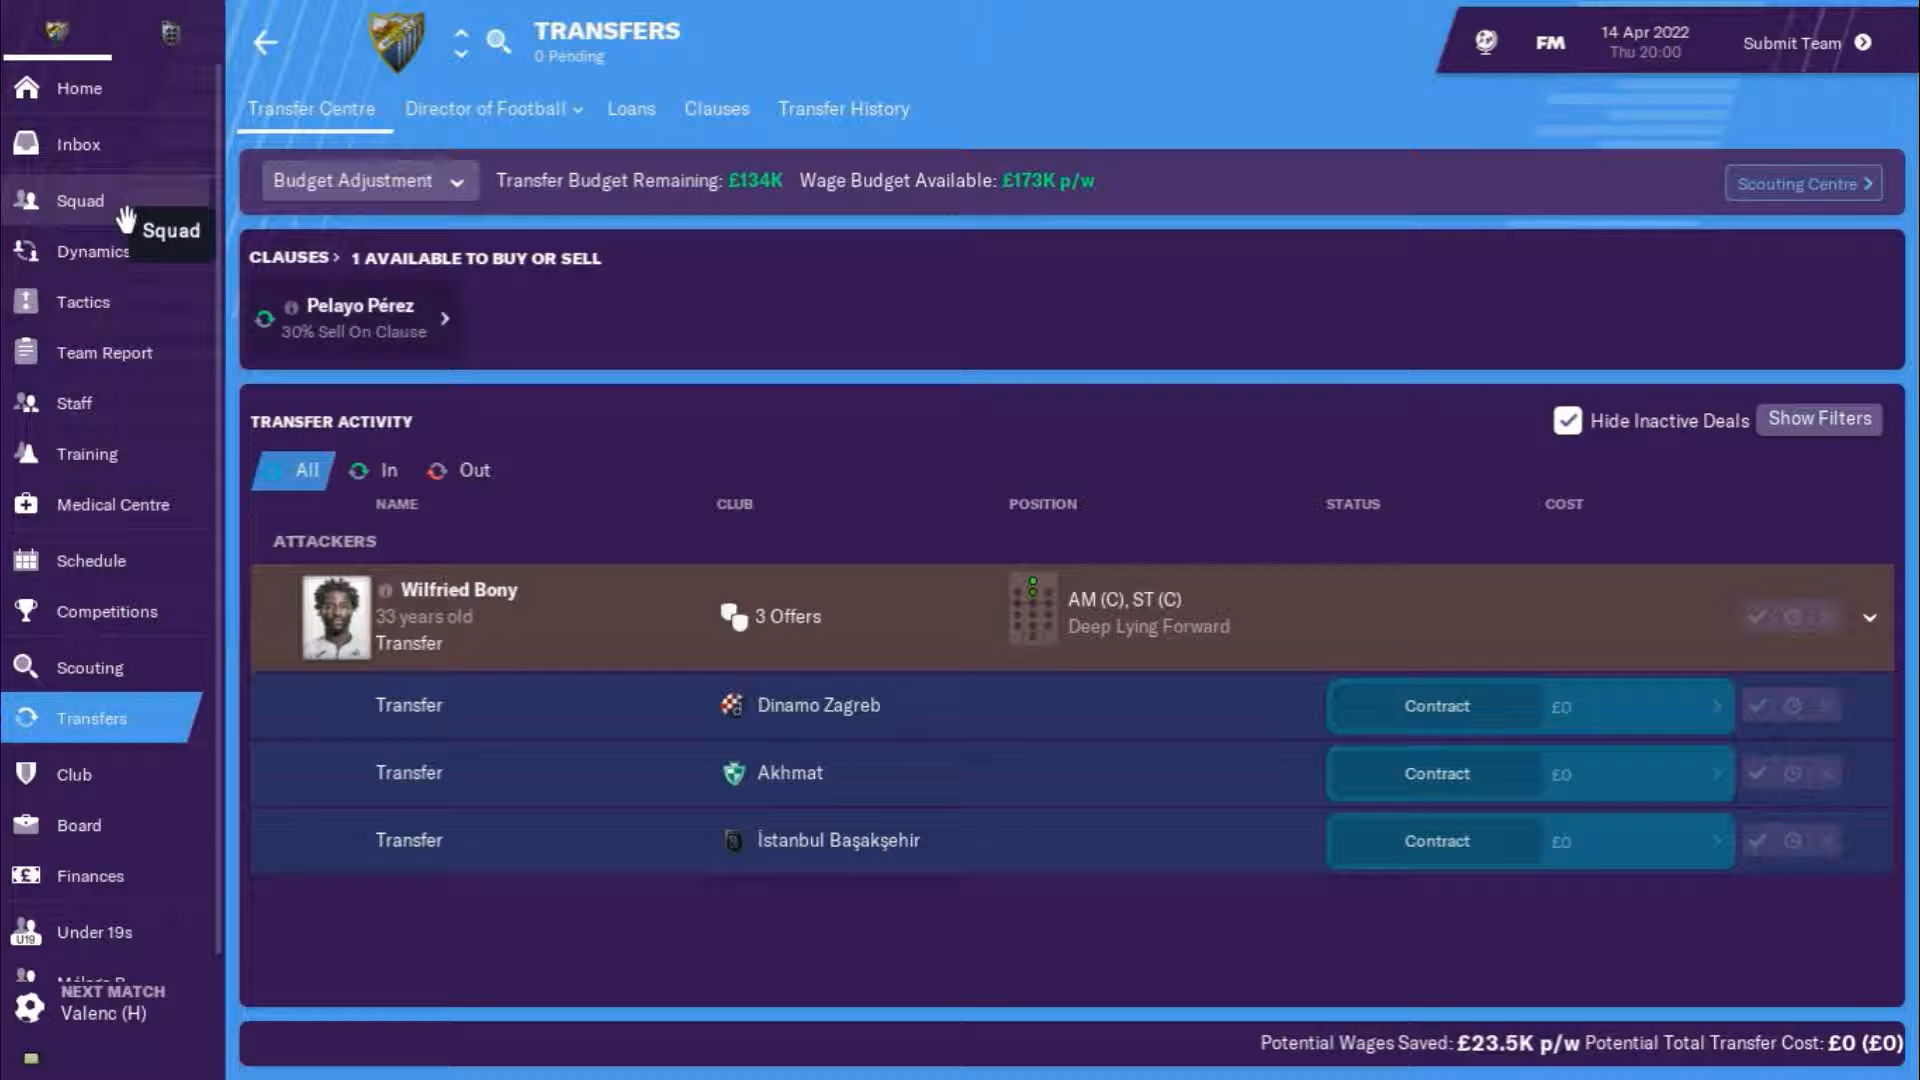 TRANSFERS
0 Pending
14 Apr 2022
Thu 20:00
FM
Submit Team
Home
Inbox
Squad
Squad
Dynamics
Tactics
Team Report
Staff
Training
Medical Centre
Schedule
Competitions
Scouting
Transfers
Club
Board
Finances
U19
Under 19s
NEXT MATCH
Valenc (H)
Transfer Centre Director of Football Loans Clauses Transfer History
Budget Adjustment Transfer Budget Remaining: £134K Wage Budget Available: £173K p/w Scouting Centre
CLAUSES> 1 AVAILABLE TO BUY OR SELL
Pelayo Pérez
30% Sell On Clause
TRANSFER ACTIVITY
Hide Inactive Deals Show Filters
All In Out
NAME CLUB POSITION STATUS COST
ATTACKERS
Wilfried Bony
33 years old
Transfer
3 Offers
AM (C), ST (C)
Deep Lying Forward
Transfer Dinamo Zagreb Contract £0
Transfer Akhmat Contract £0
Transfer İstanbul Başakşehir Contract £0
Potential Wages Saved: £23.5K p/w Potential Total Transfer Cost: £0 (£0)